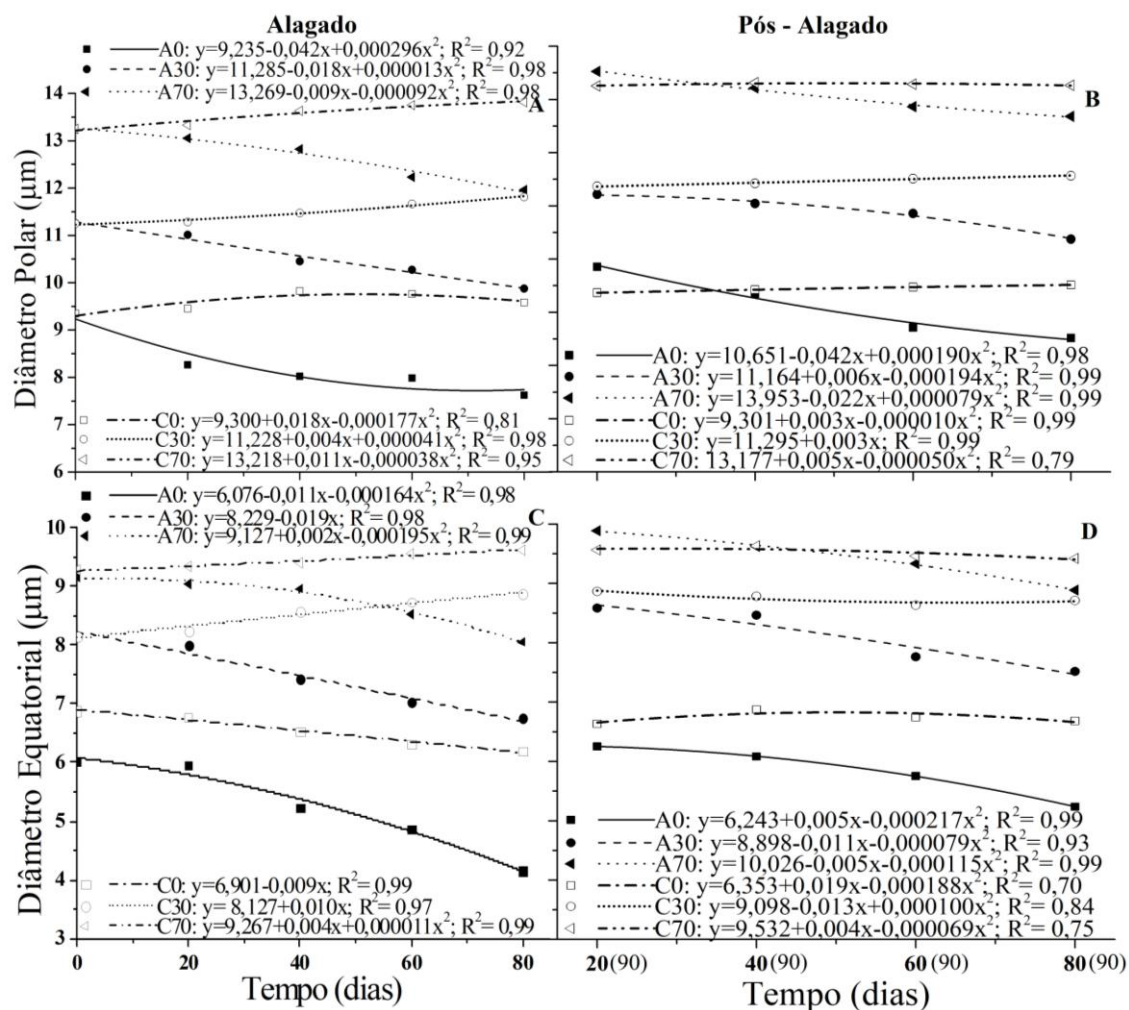 Alagado
Pós - Alagado
A0: y=9,235-0,042x+0,000296x²; R²= 0,92
A30: y=11,285-0,018x+0,000013x²; R²= 0,98
A70: y=13,269-0,009x-0,000092x²; R²= 0,98
A
B
Diâmetro Polar (µm)
14
13
12
11
10
9
8
7
6
C0: y=9,300+0,018x-0,000177x²; R²= 0,81
C30: y=11,228+0,004x+0,000041x²; R²= 0,98
C70: y=13,218+0,011x-0,000038x²; R²= 0,95
A0: y=10,651-0,042x+0,000190x²; R²= 0,98
A30: y=11,164+0,006x-0,000194x²; R²= 0,99
A70: y=13,953-0,022x+0,000079x²; R²= 0,99
C0: y=9,301+0,003x-0,000010x²; R²= 0,99
C30: y=11,295+0,003x; R²= 0,99
C70: 13,177+0,005x-0,000050x²; R²= 0,79
A0: y=6,076-0,011x-0,000164x²; R²= 0,98
A30: y=8,229-0,019x; R²= 0,98
A70: y=9,127+0,002x-0,000195x²; R²= 0,99
C
D
Diâmetro Equatorial (µm)
10
9
8
7
6
5
4
3
C0: y=6,901-0,009x; R²= 0,99
C30: y= 8,127+0,010x; R²= 0,97
C70: y=9,267+0,004x+0,000011x²; R²= 0,99
A0: y=6,243+0,005x-0,000217x²; R²= 0,99
A30: y=8,898-0,011x-0,000079x²; R²= 0,93
A70: y=10,026-0,005x-0,000115x²; R²= 0,99
C0: y=6,353+0,019x-0,000188x²; R²= 0,70
C30: y=9,098-0,013x+0,000100x²; R²= 0,84
C70: y=9,532+0,004x-0,000069x²; R²= 0,75
0 20 40 60 80
20(90) 40(90) 60(90) 80(90)
Tempo (dias)
Tempo (dias)